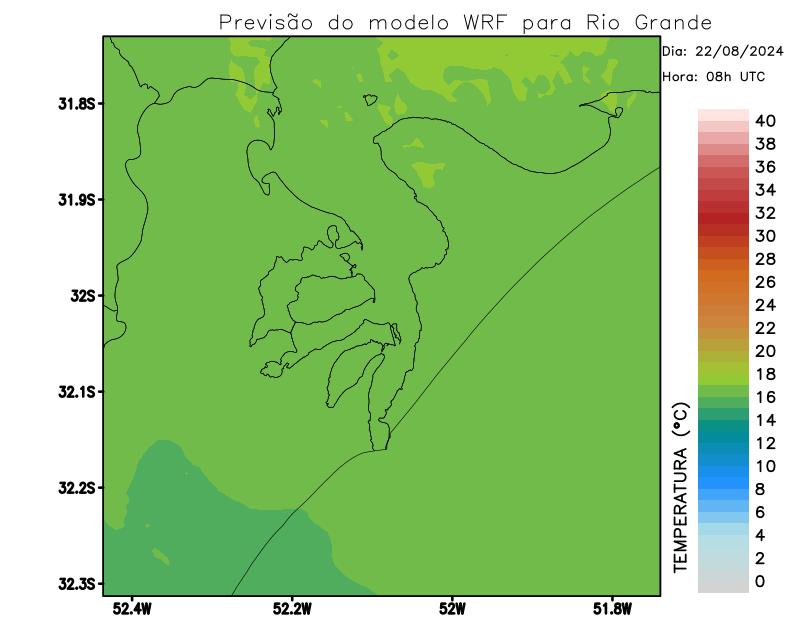 Previsão do modelo WRF para Rio Grande
Dia: 22/08/2024
Hora: 08h UTC
31.8S
31.9S
32S
32.1S
32.2S
32.3S
52.4W
52.2W
52W
51.8W
TEMPERATURA (°C)
40
38
36
34
32
30
28
26
24
22
20
18
16
14
12
10
8
6
4
2
0